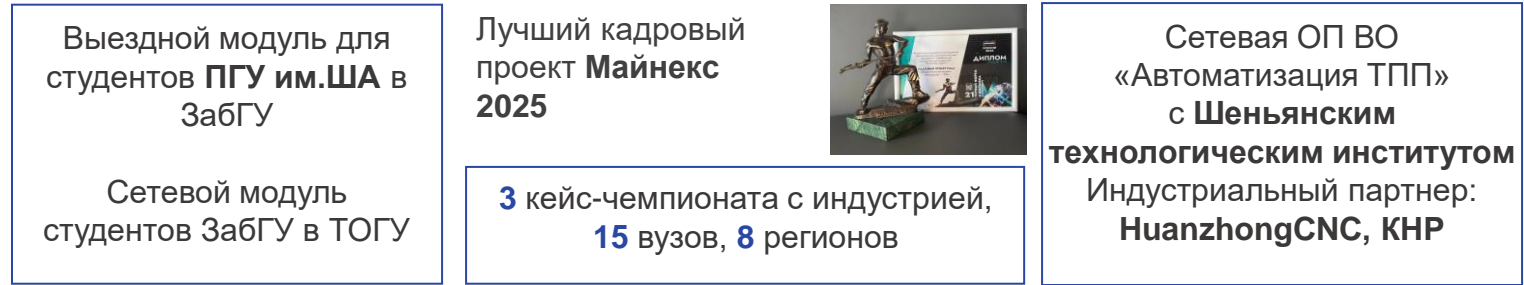 Выездной модуль для
студентов ПГУ им.ША в
ЗабГУ
Сетевой модуль
студентов ЗабГУ в ТОГУ
Лучший кадровый
проект Майнекс
2025
ДИПЛОМ
3 кейс-чемпионата с индустрией,
15 вузов, 8 регионов
Сетевая ОП ВО
«Автоматизация ТПП»
с Шеньянским
технологическим институтом
Индустриальный партнер:
HuanzhongCNC, КНР